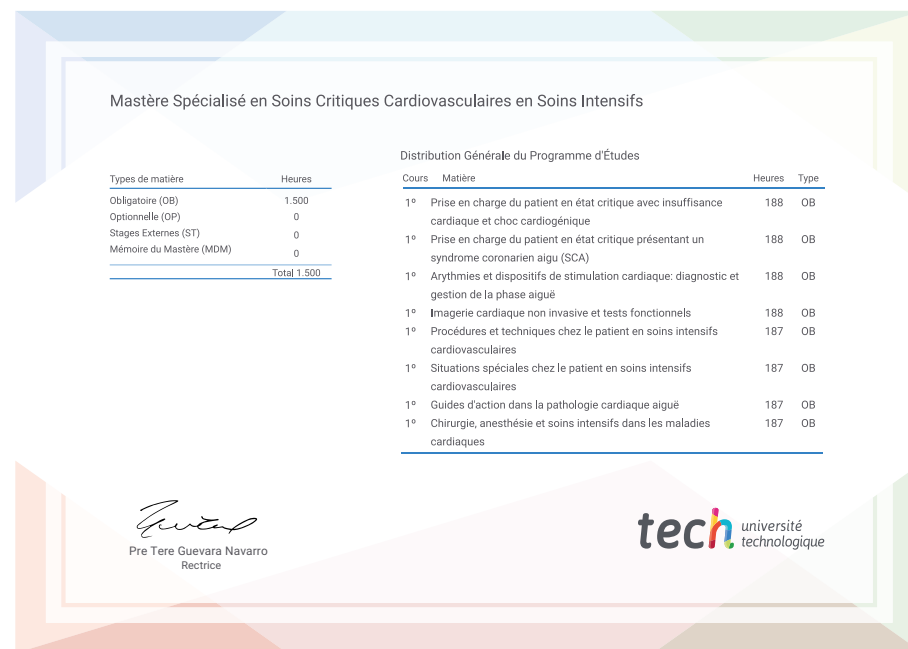 Mastère Spécialisé en Soins Critiques Cardiovasculaires en Soins Intensifs
Types de matière Heures
Obligatoire (OB) 1.500
Optionnelle (OP) 0
Stages Externes (ST) 0
Mémoire du Mastère (MDM) 0
Total 1.500
Distribution Générale du Programme d'Études
Cours Matière Heures Type
1º Prise en charge du patient en état critique avec insuffisance 188 OB
cardiaque et choc cardiogénique
1º Prise en charge du patient en état critique présentant un 188 OB
syndrome coronarien aigu (SCA)
1º Arythmies et dispositifs de stimulation cardiaque: diagnostic et 188 OB
gestion de la phase aiguë
1º Imagerie cardiaque non invasive et tests fonctionnels 188 OB
1º Procédures et techniques chez le patient en soins intensifs 187 OB
cardiovasculaires
1º Situations spéciales chez le patient en soins intensifs 187 OB
cardiovasculaires
1º Guides d'action dans la pathologie cardiaque aiguë 187 OB
1º Chirurgie, anesthésie et soins intensifs dans les maladies 187 OB
cardiaques
Pre Tere Guevara Navarro
Rectrice
tech université
technologique